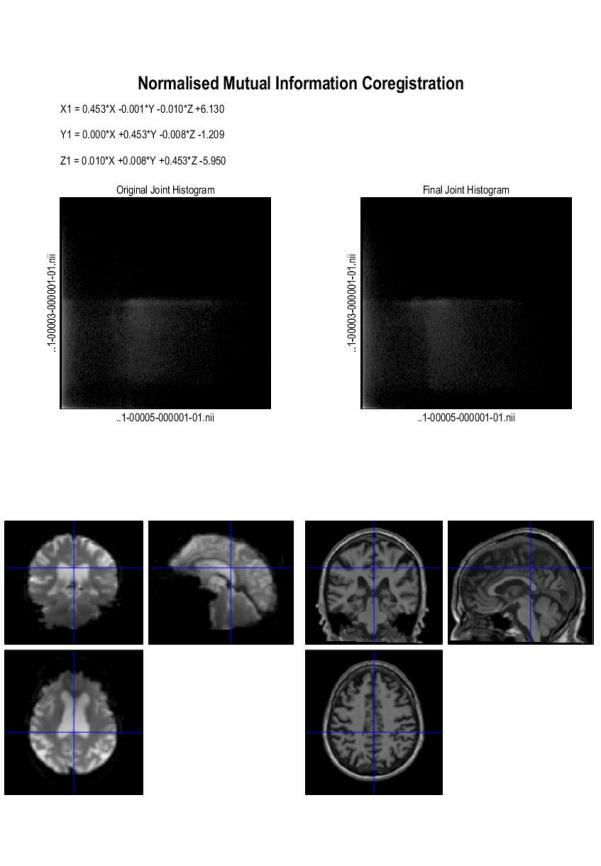 Normalised Mutual Information Coregistration
X1 = 0.453*X -0.001*Y -0.010*Z +6.130
Y1 = 0.000*X +0.453*Y -0.008*Z -1.209
Z1 = 0.010*X +0.008*Y +0.453*Z -5.950
Original Joint Histogram
..1-00003-000001-01.nii
..1-00005-000001-01.nii
Final Joint Histogram
..1-00003-000001-01.nii
..1-00005-000001-01.nii